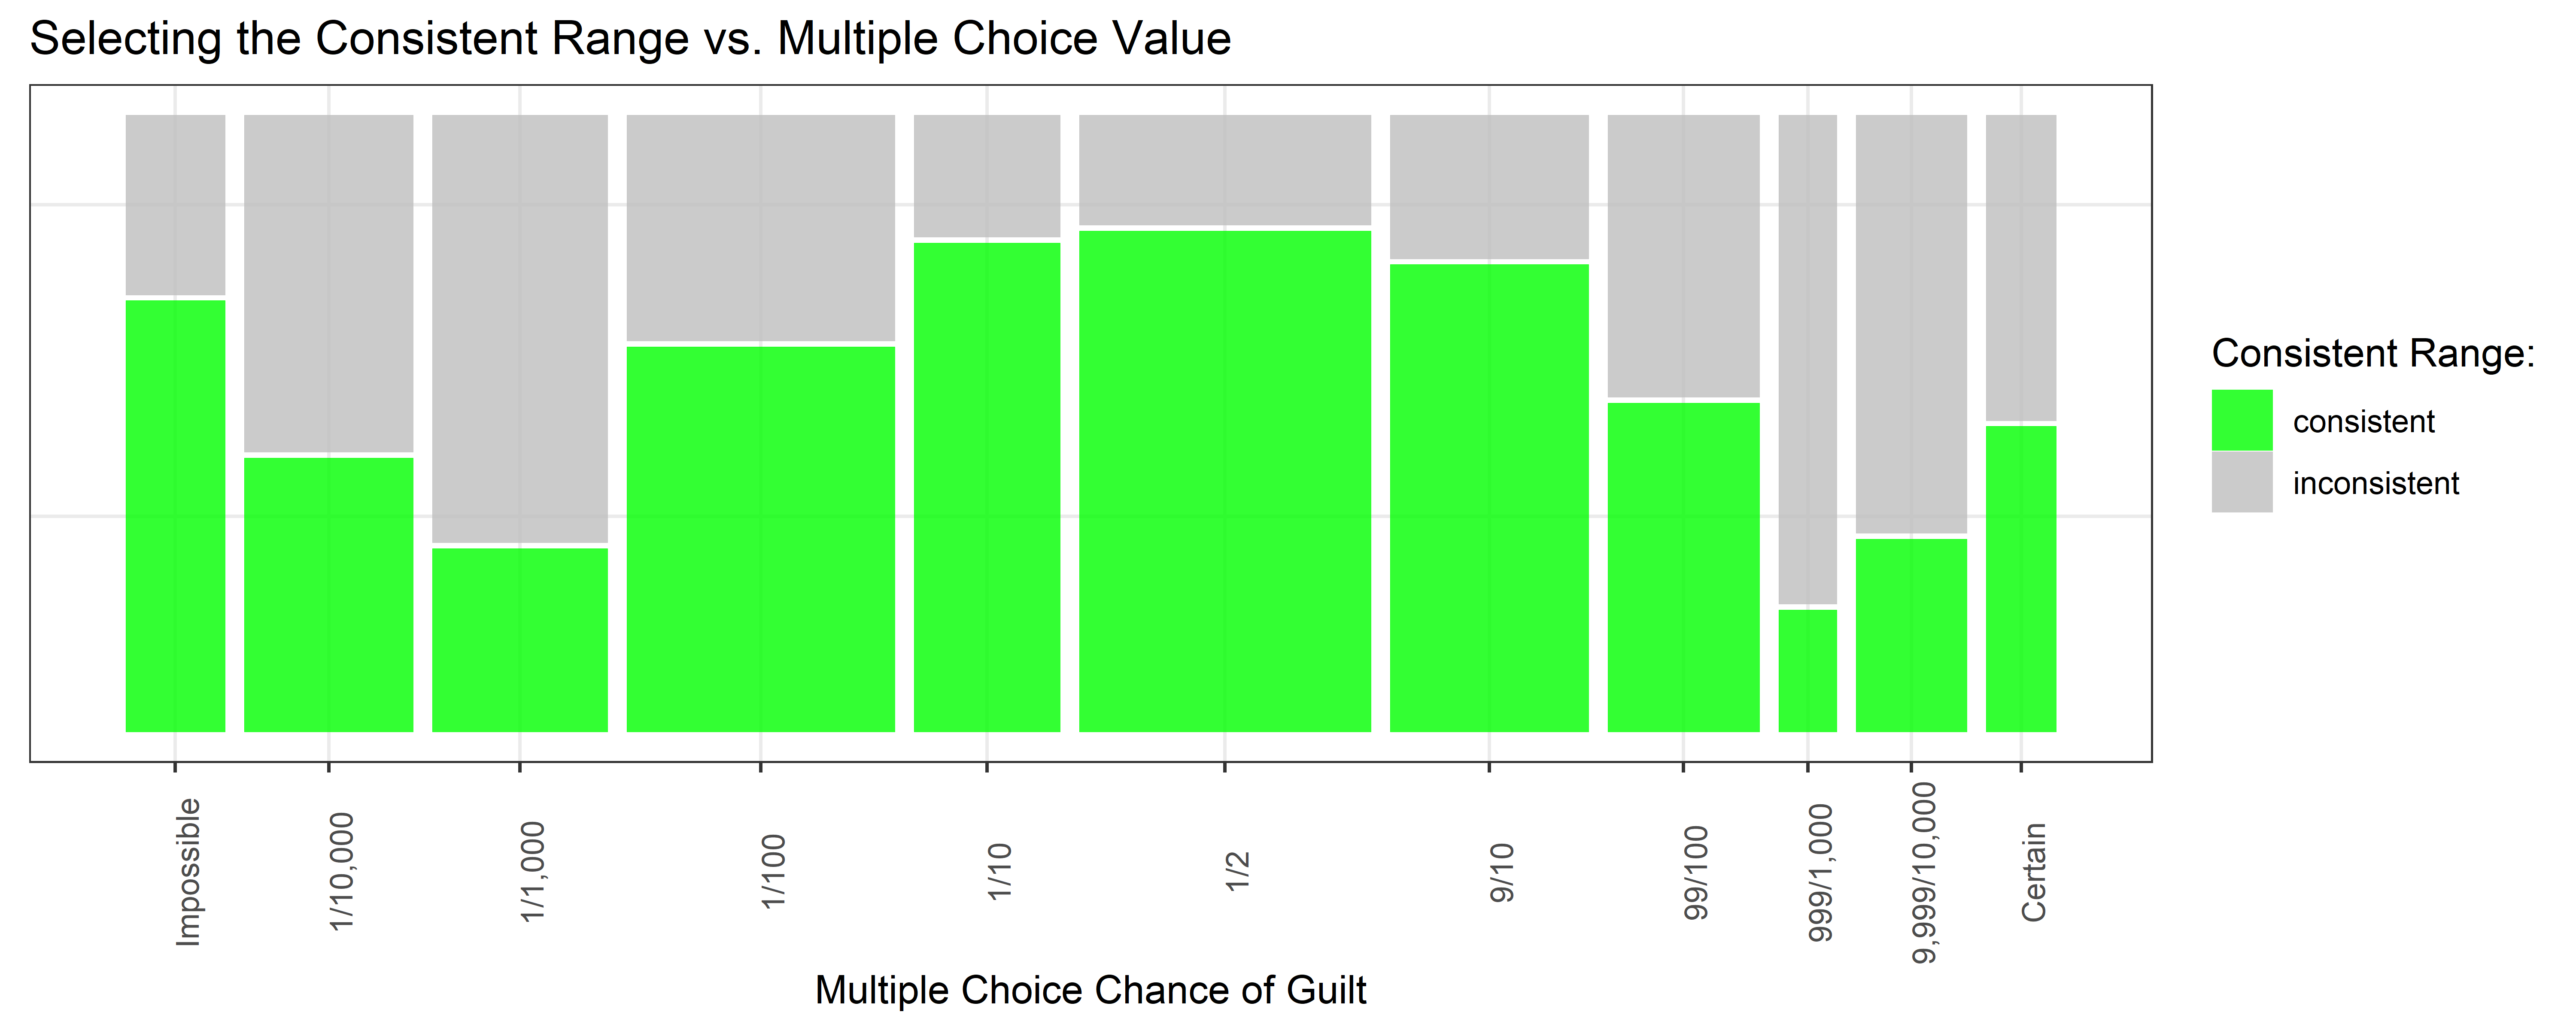 Selecting the Consistent Range vs. Multiple Choice Value
Consistent Range:
consistent
inconsistent
Impossible
1/10,000
1/1,000
1/100
1/10
1/2
9/10
99/100
999/1,000
9,999/10,000
Certain
Multiple Choice Chance of Guilt